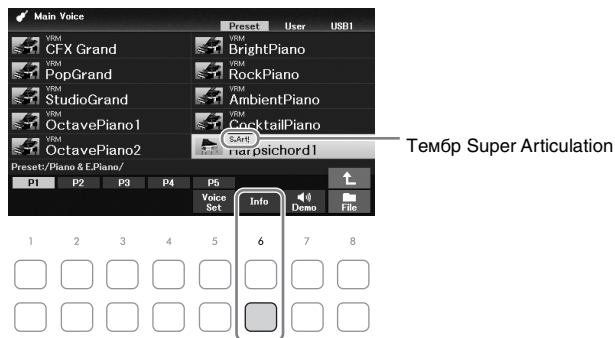 Main Voice
Preset User USB1
VRM VRM
CFX Grand BrightPiano
VRM VRM
PopGrand RockPiano
VRM VRM
StudioGrand AmbientPiano
VRM VRM
OctavePiano1 CocktailPiano
VRM S.Art!
OctavePiano2 Harpsichord1
Тембр Super Articulation
Preset:/Piano & E.Piano/
P1 P2 P3 P4 P5
Voice Set Info Demo File
1 2 3 4 5 6 7 8